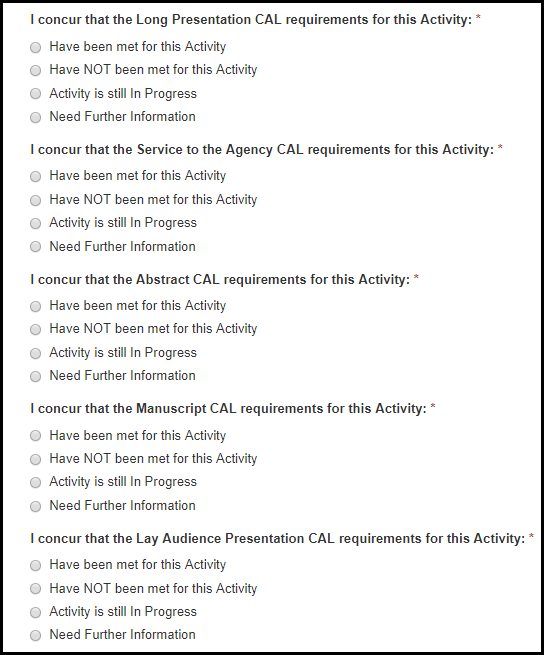 I concur that the Long Presentation CAL requirements for this Activity: *
Have been met for this Activity
Have NOT been met for this Activity
Activity is still In Progress
Need Further Information
I concur that the Service to the Agency CAL requirements for this Activity: *
Have been met for this Activity
Have NOT been met for this Activity
Activity is still In Progress
Need Further Information
I concur that the Abstract CAL requirements for this Activity: *
Have been met for this Activity
Have NOT been met for this Activity
Activity is still In Progress
Need Further Information
I concur that the Manuscript CAL requirements for this Activity: *
Have been met for this Activity
Have NOT been met for this Activity
Activity is still In Progress
Need Further Information
I concur that the Lay Audience Presentation CAL requirements for this Activity: *
Have been met for this Activity
Have NOT been met for this Activity
Activity is still In Progress
Need Further Information